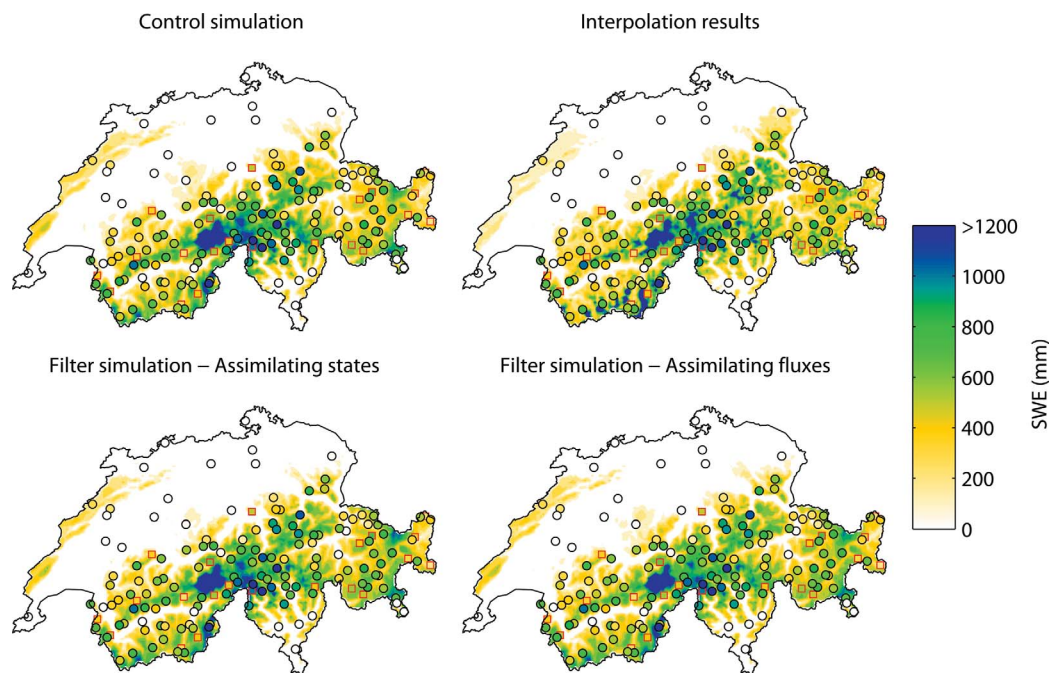 Control simulation
Interpolation results
Filter simulation – Assimilating states
Filter simulation – Assimilating fluxes
>1200
1000
800
600
400
200
0
SWE (mm)